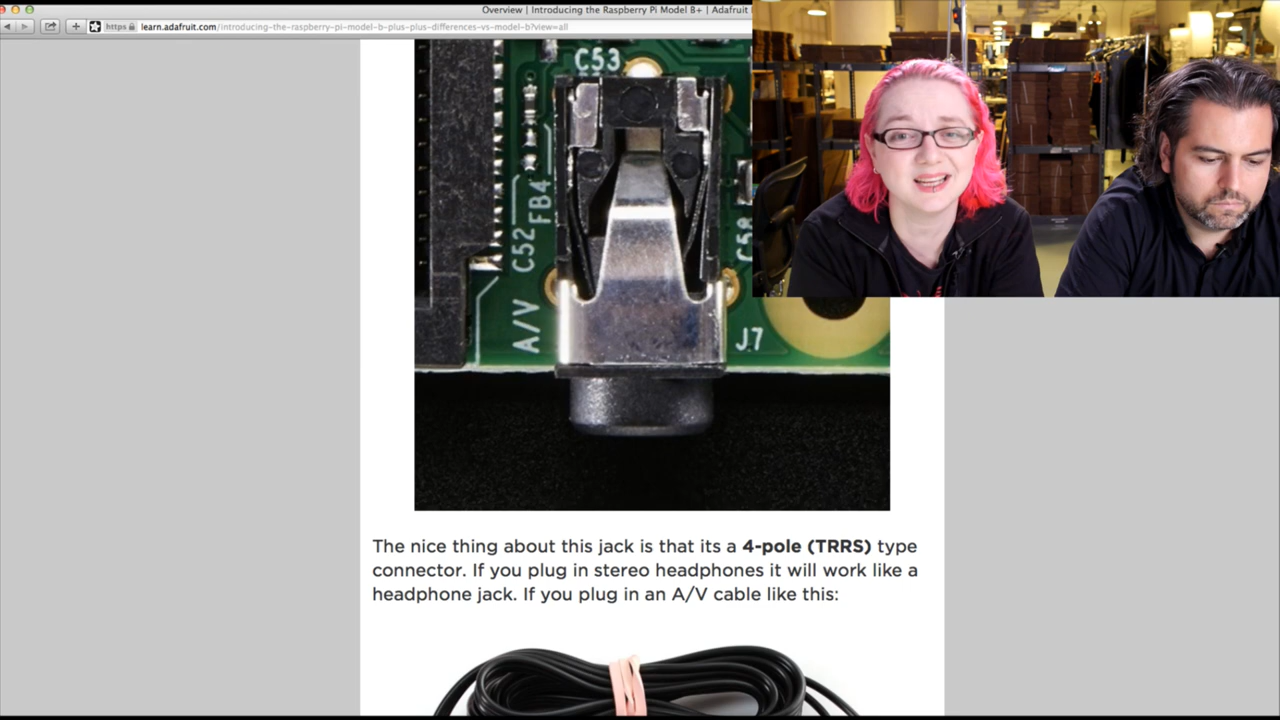 Overview | Introducing the Raspberry Pi Model B+ | Adafruit
https learn.adafruit.com/introducing-the-raspberry-pi-model-b-plus-plus-differences-vs-model-b?view=all
C53
C52
FB4
C58
A/V
J7
The nice thing about this jack is that its a 4-pole (TRRS) type
connector. If you plug in stereo headphones it will work like a
headphone jack. If you plug in an A/V cable like this: